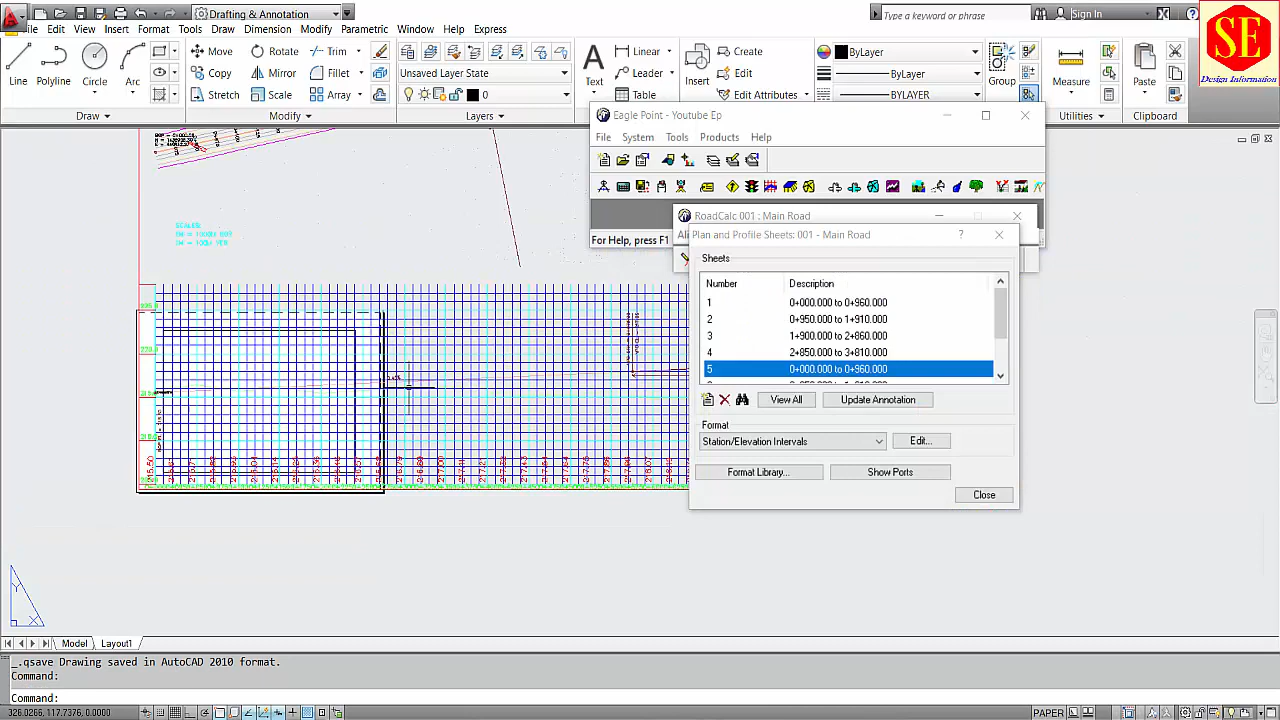 Drafting & Annotation
Type a keyword or phrase
Sign In
File Edit View Insert Format Tools Draw Dimension Modify Parametric Window Help Express
SE
Design Information
Line Polyline Circle Arc
Move Rotate Trim
Copy Mirror Fillet
Stretch Scale Array
Unsaved Layer State
0
Text
Linear
Leader
Table
Insert
Create
Edit
Edit Attributes
ByLayer
ByLayer
BYLAYER
Group
Measure
Paste
Draw Modify Layers Utilities Clipboard
Eagle Point - Youtube Ep
File System Tools Products Help
For Help, press F1
RoadCalc 001 : Main Road
Plan and Profile Sheets: 001 - Main Road
Sheets
Number Description
1 0+000.000 to 0+960.000
2 0+950.000 to 1+910.000
3 1+900.000 to 2+860.000
4 2+850.000 to 3+810.000
5 0+000.000 to 0+960.000
View All Update Annotation
Format
Station/Elevation Intervals Edit...
Format Library... Show Ports
Close
Y
X
Model Layout1
_.qsave Drawing saved in AutoCAD 2010 format.
Command:
Command:
326.0266, 117.7376, 0.0000
PAPER